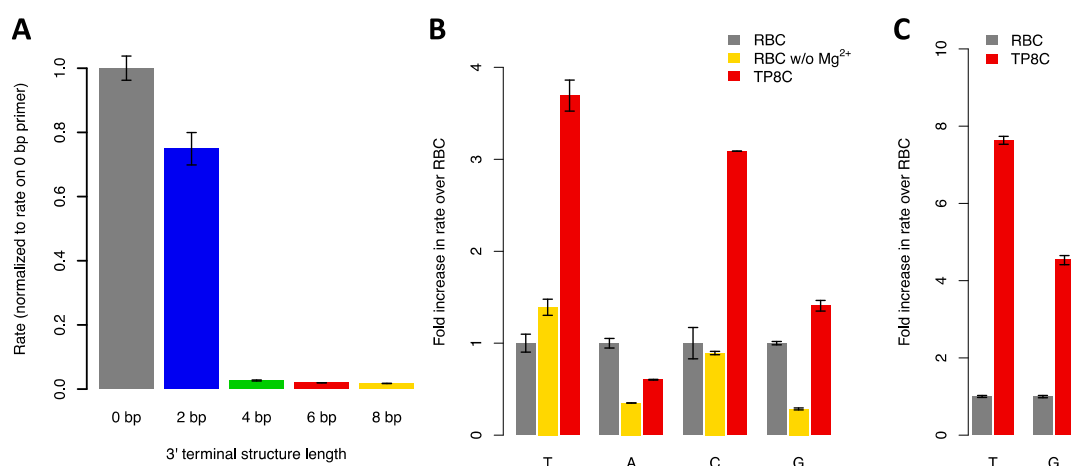 A
Rate (normalized to rate on 0 bp primer)
1.0
0.8
0.6
0.4
0.2
0.0
0 bp 2 bp 4 bp 6 bp 8 bp
3' terminal structure length
B
RBC
RBC w/o Mg²⁺
TP8C
Fold increase in rate over RBC
4
3
2
1
0
T A C G
C
RBC
TP8C
Fold increase in rate over RBC
10
8
6
4
2
0
T G